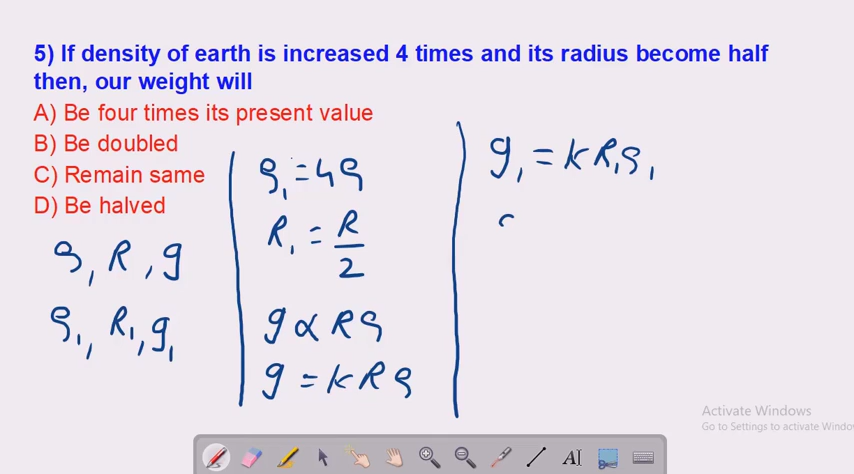 5) If density of earth is increased 4 times and its radius become half
then, our weight will
A) Be four times its present value
B) Be doubled
C) Remain same
D) Be halved
ρ, R, g
ρ₁, R₁, g₁
ρ₁ = 4ρ
R₁ = R/2
g ∝ Rρ
g = kRρ
g₁ = kR₁ρ₁
Activate Windows
Go to Settings to activate Windo
AI